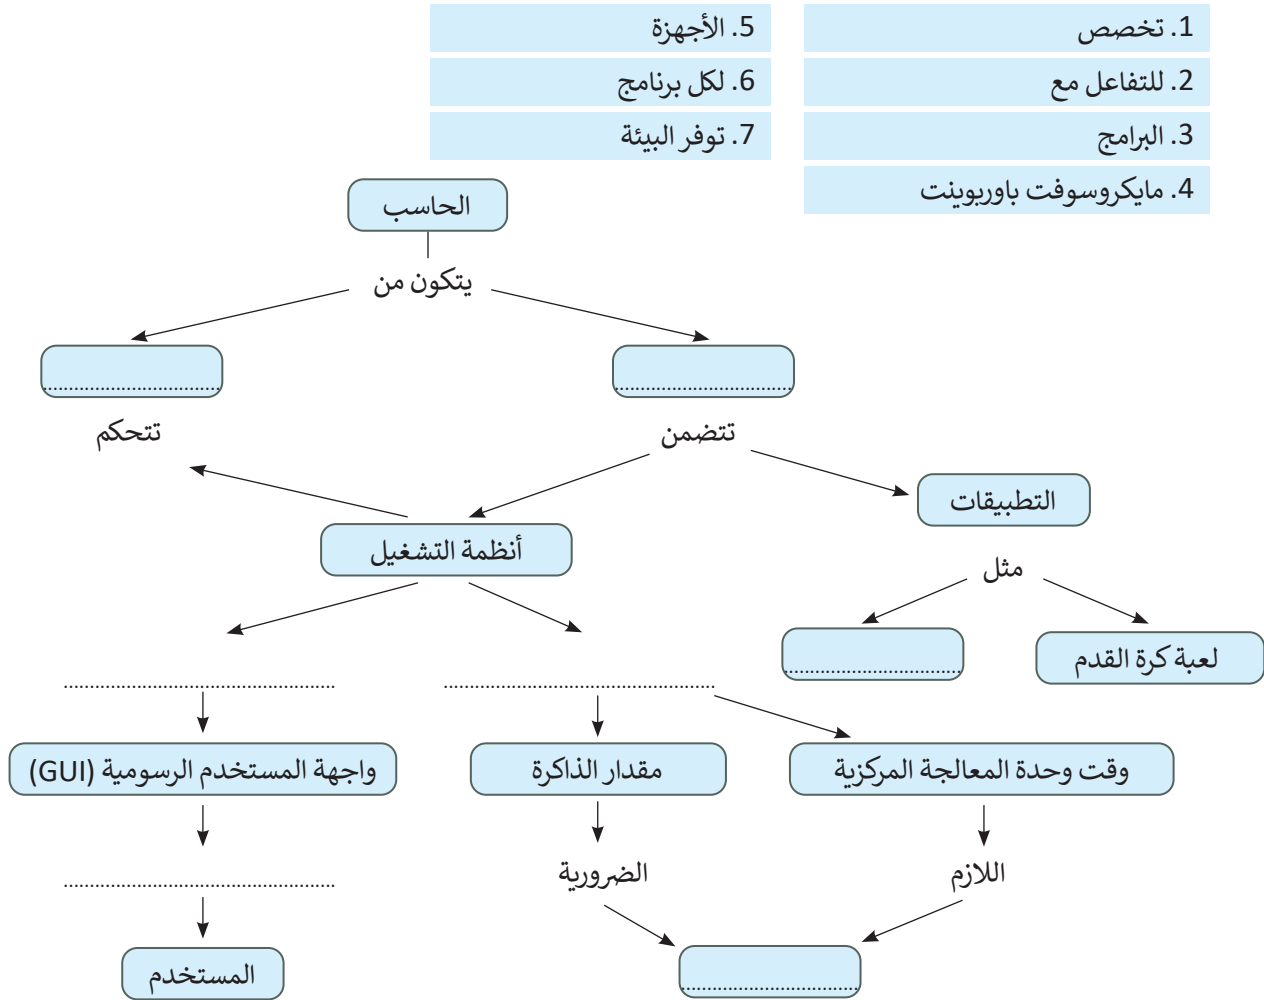 1. تخصص
2. للتفاعل مع
3. البرامج
4. مايكروسوفت باوربوينت
5. الأجهزة
6. لكل برنامج
7. توفر البيئة
الحاسب
يتكون من
تتضمن
تتحكم
التطبيقات
أنظمة التشغيل
مثل
لعبة كرة القدم
وقت وحدة المعالجة المركزية
مقدار الذاكرة
واجهة المستخدم الرسومية (GUI)
اللازم
الضرورية
المستخدم